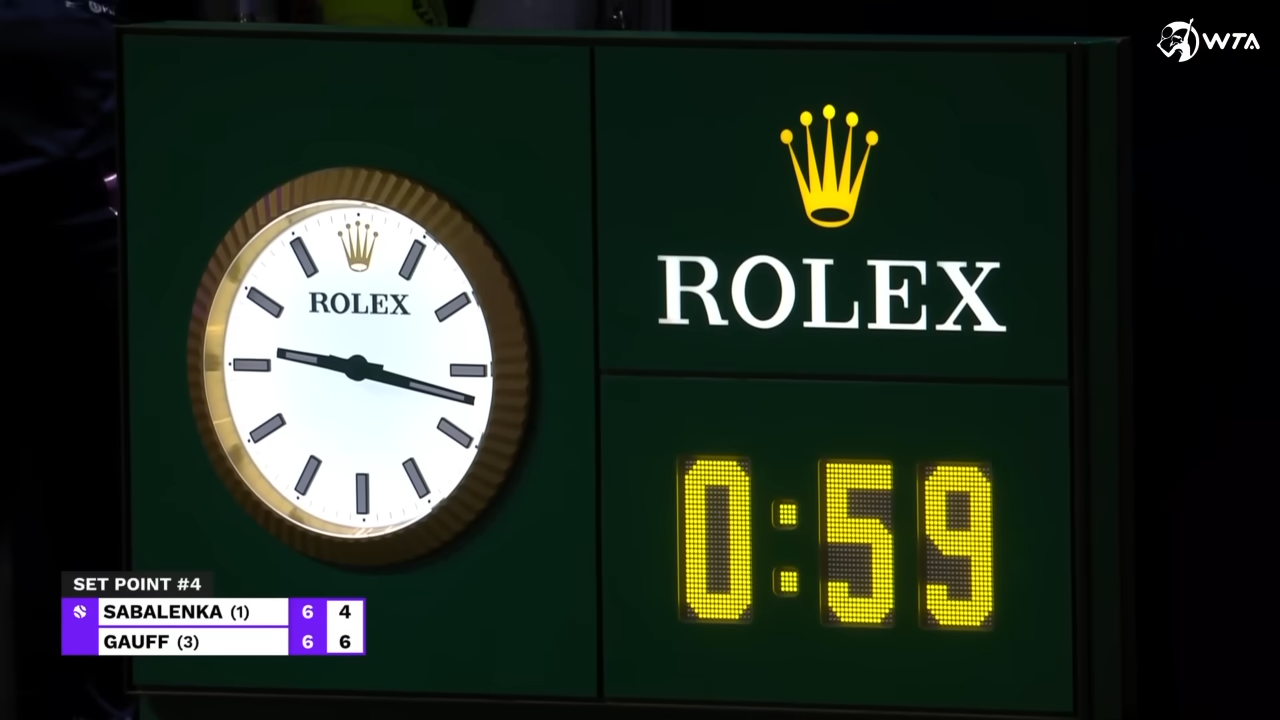 WTA
ROLEX
ROLEX
0:59
SET POINT #4
SABALENKA (1) 6 4
GAUFF (3) 6 6